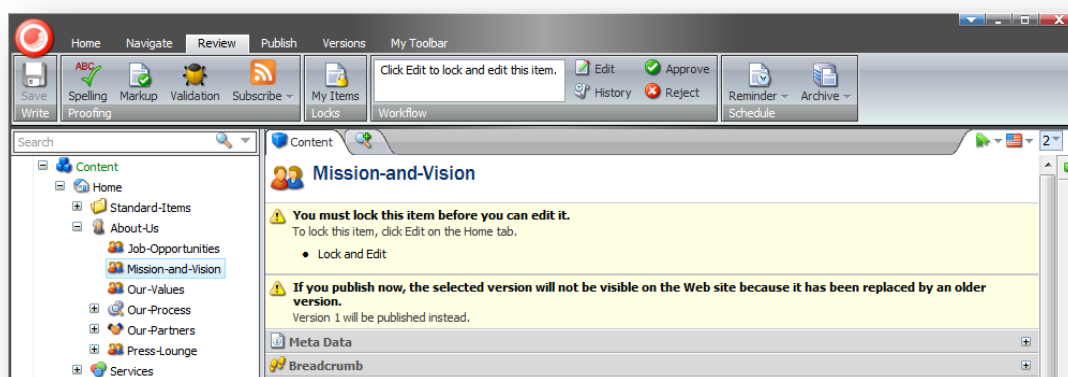 Home Navigate Review Publish Versions My Toolbar
ABC
Click Edit to lock and edit this item. Edit Approve
History Reject
Save Spelling Markup Validation Subscribe My Items Reminder Archive
Write Proofing Locks Workflow Schedule
Search Content 2
Content
Home
Standard-Items
About-Us
Job-Opportunities
Mission-and-Vision
Our-Values
Our-Process
Our-Partners
Press-Lounge
Services
Mission-and-Vision
You must lock this item before you can edit it.
To lock this item, click Edit on the Home tab.
• Lock and Edit
If you publish now, the selected version will not be visible on the Web site because it has been replaced by an older
version.
Version 1 will be published instead.
Meta Data
Breadcrumb